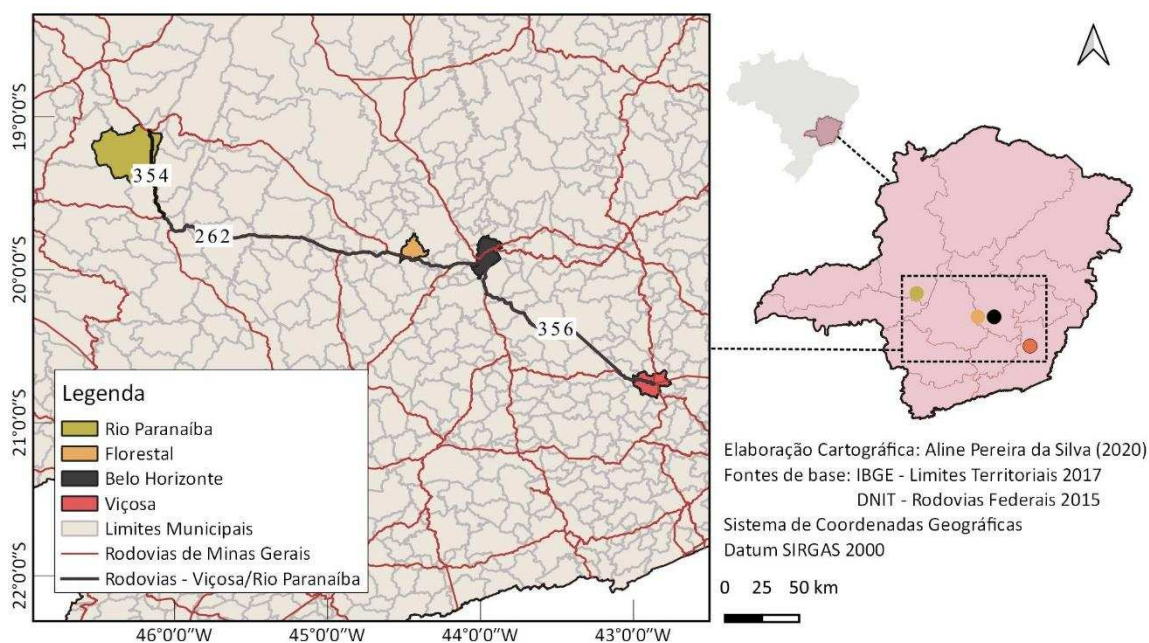 19°0′0″S
20°0′0″S
21°0′0″S
22°0′0″S
354
262
356
Legenda
Rio Paranaíba
Florestal
Belo Horizonte
Viçosa
Limites Municipais
Rodovias de Minas Gerais
Rodovias - Viçosa/Rio Paranaíba
46°0′0″W 45°0′0″W 44°0′0″W 43°0′0″W
Elaboração Cartográfica: Aline Pereira da Silva (2020)
Fontes de base: IBGE - Limites Territoriais 2017
DNIT - Rodovias Federais 2015
Sistema de Coordenadas Geográficas
Datum SIRGAS 2000
0 25 50 km